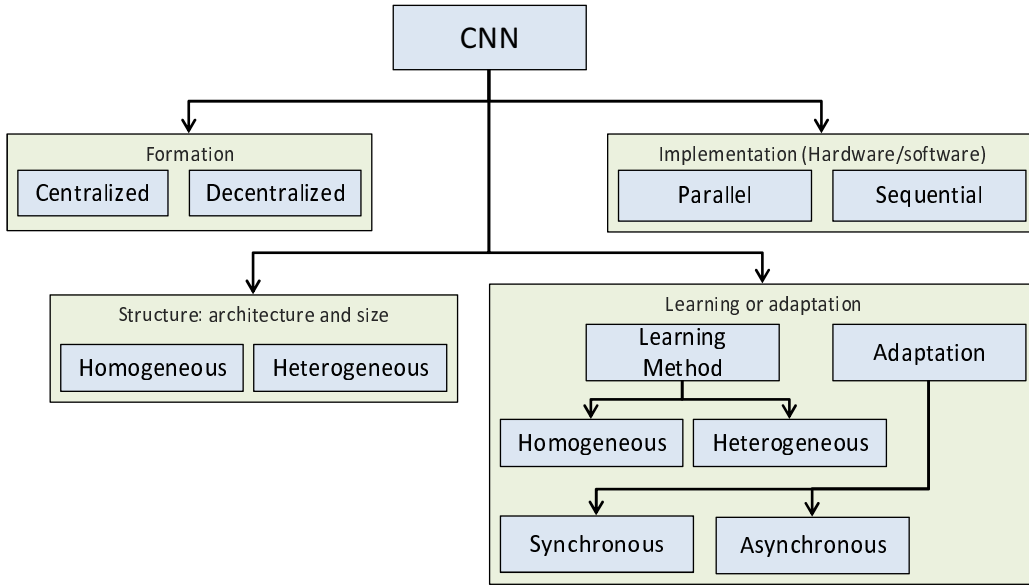 CNN
Formation
Centralized
Decentralized
Implementation (Hardware/software)
Parallel
Sequential
Structure: architecture and size
Homogeneous
Heterogeneous
Learning or adaptation
Learning
Method
Adaptation
Homogeneous
Heterogeneous
Synchronous
Asynchronous